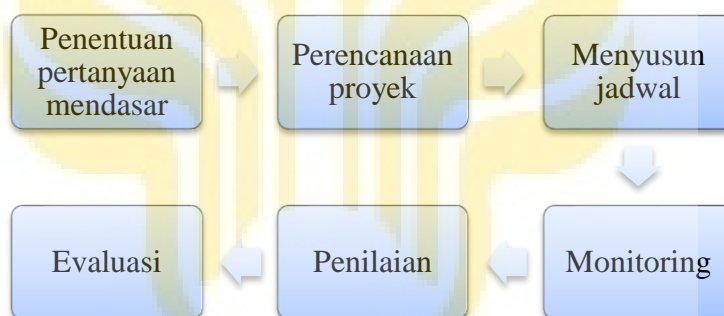 Penentuan
pertanyaan
mendasar
Perencanaan
proyek
Menyusun
jadwal
Monitoring
Penilaian
Evaluasi